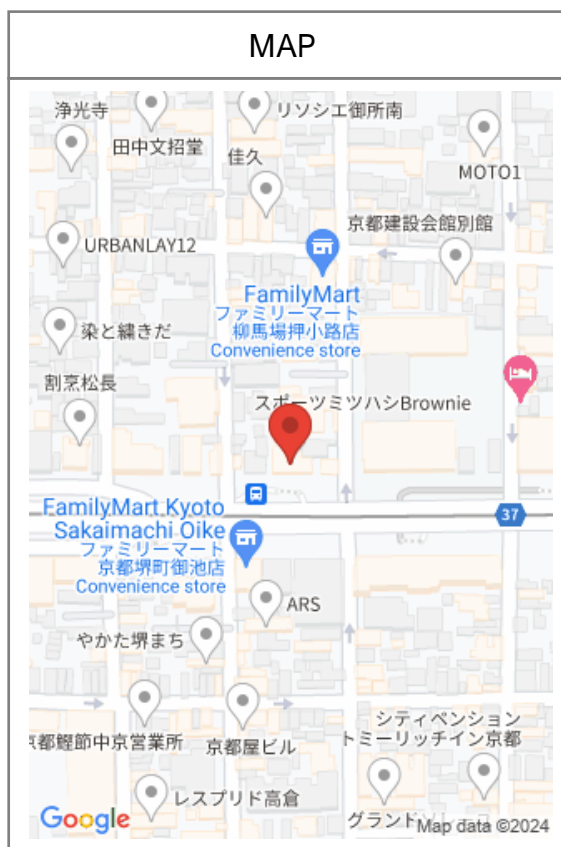 MAP
浄光寺
リソシエ御所南
田中文招堂
佳久
MOTO1
京都建設会館別館
URBANLAY12
FamilyMart
ファミリーマート
柳馬場押小路店
Convenience store
染と繍きだ
割烹松長
スポーツミツハシBrownie
FamilyMart Kyoto
Sakaimachi Oike
ファミリーマート
京都堺町御池店
Convenience store
37
ARS
やかた堺まち
都鰹節中京営業所
京都屋ビル
シティペンション
トミーリッチイン京都
レスプリド高倉
グランド
Google
Map data ©2024